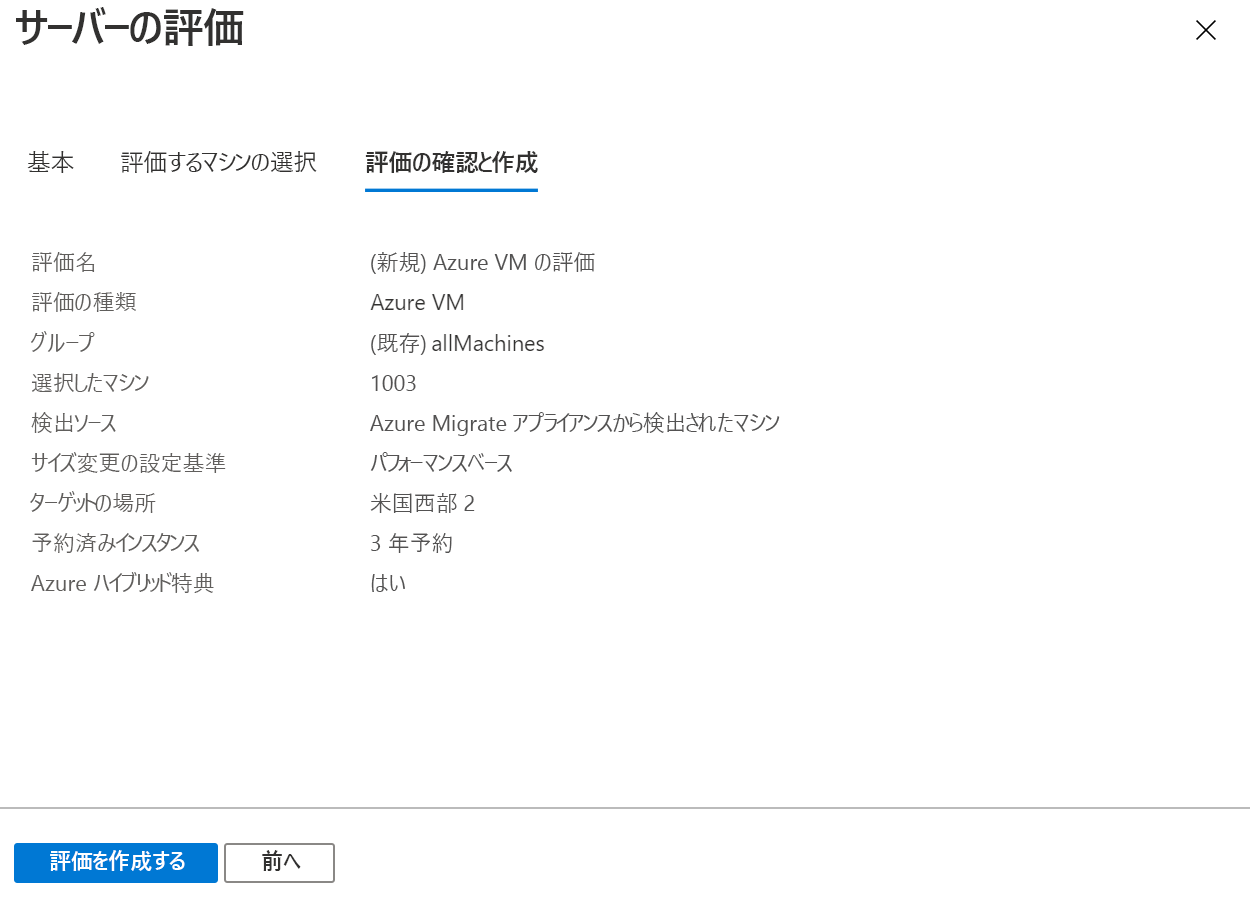 サーバーの評価
基本 評価するマシンの選択 評価の確認と作成
評価名 (新規) Azure VM の評価
評価の種類 Azure VM
グループ (既存) allMachines
選択したマシン 1003
検出ソース Azure Migrate アプライアンスから検出されたマシン
サイズ変更の設定基準 パフォーマンスベース
ターゲットの場所 米国西部 2
予約済みインスタンス 3 年予約
Azure ハイブリッド特典 はい
評価を作成する 前へ